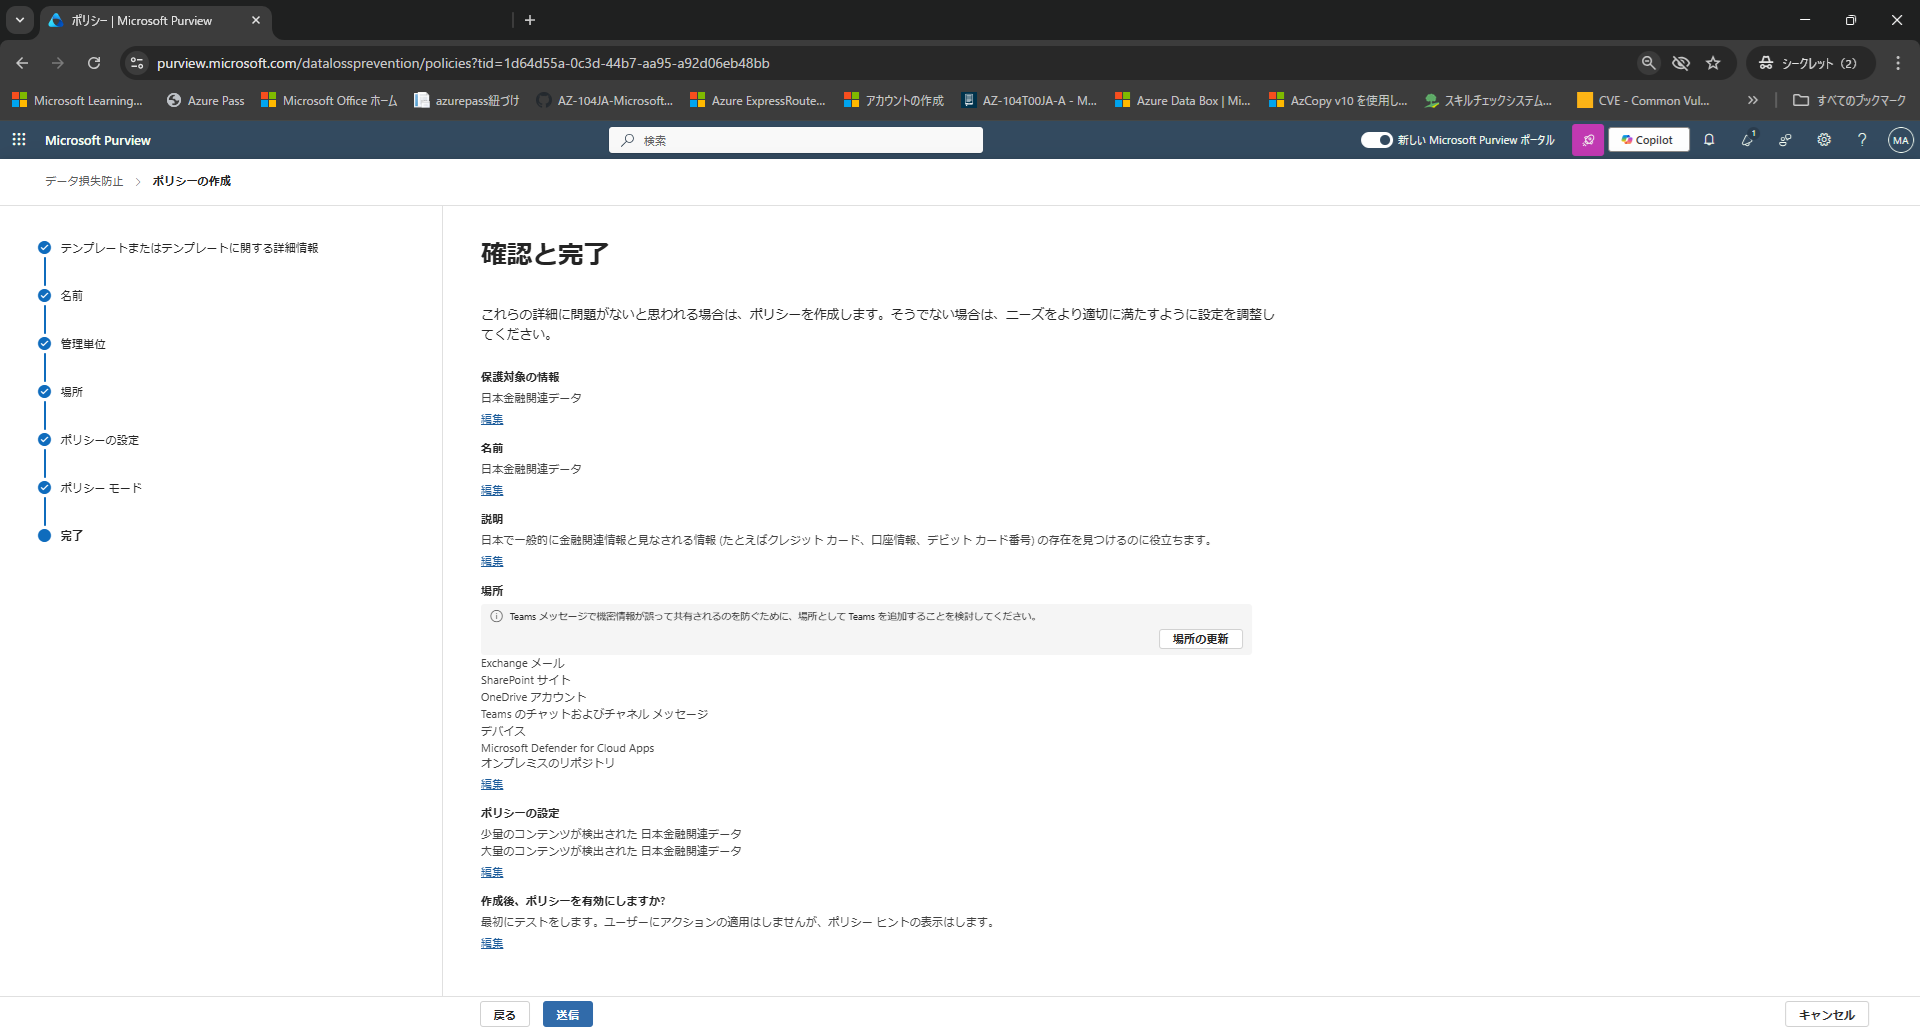 ポリシー | Microsoft Purview
purview.microsoft.com/datalossprevention/policies?tid=1d64d55a-0c3d-44b7-aa95-a92d06eb48bb
シークレット (2)
Microsoft Learning...
Azure Pass
Microsoft Office ホーム
azurepass紐づけ
AZ-104JA-Microsoft...
Azure ExpressRoute...
アカウントの作成
AZ-104T00JA-A - M...
Azure Data Box | Mi...
AzCopy v10 を使用し...
スキルチェックシステム...
CVE - Common Vul...
すべてのブックマーク
Microsoft Purview
検索
新しい Microsoft Purview ポータル
Copilot
1
MA
データ損失防止 > ポリシーの作成
テンプレートまたはテンプレートに関する詳細情報
名前
管理単位
場所
ポリシーの設定
ポリシー モード
完了
確認と完了
これらの詳細に問題がないと思われる場合は、ポリシーを作成します。そうでない場合は、ニーズをより適切に満たすように設定を調整し
てください。
保護対象の情報
日本金融関連データ
編集
名前
日本金融関連データ
編集
説明
日本で一般的に金融関連情報と見なされる情報 (たとえばクレジット カード、口座情報、デビット カード番号) の存在を見つけるのに役立ちます。
編集
場所
Teams メッセージで機密情報が誤って共有されるのを防ぐために、場所として Teams を追加することを検討してください。
場所の更新
Exchange メール
SharePoint サイト
OneDrive アカウント
Teams のチャットおよびチャネル メッセージ
デバイス
Microsoft Defender for Cloud Apps
オンプレミスのリポジトリ
編集
ポリシーの設定
少量のコンテンツが検出された 日本金融関連データ
大量のコンテンツが検出された 日本金融関連データ
編集
作成後、ポリシーを有効にしますか?
最初にテストをします。ユーザーにアクションの適用はしませんが、ポリシー ヒントの表示はします。
編集
戻る
送信
キャンセル